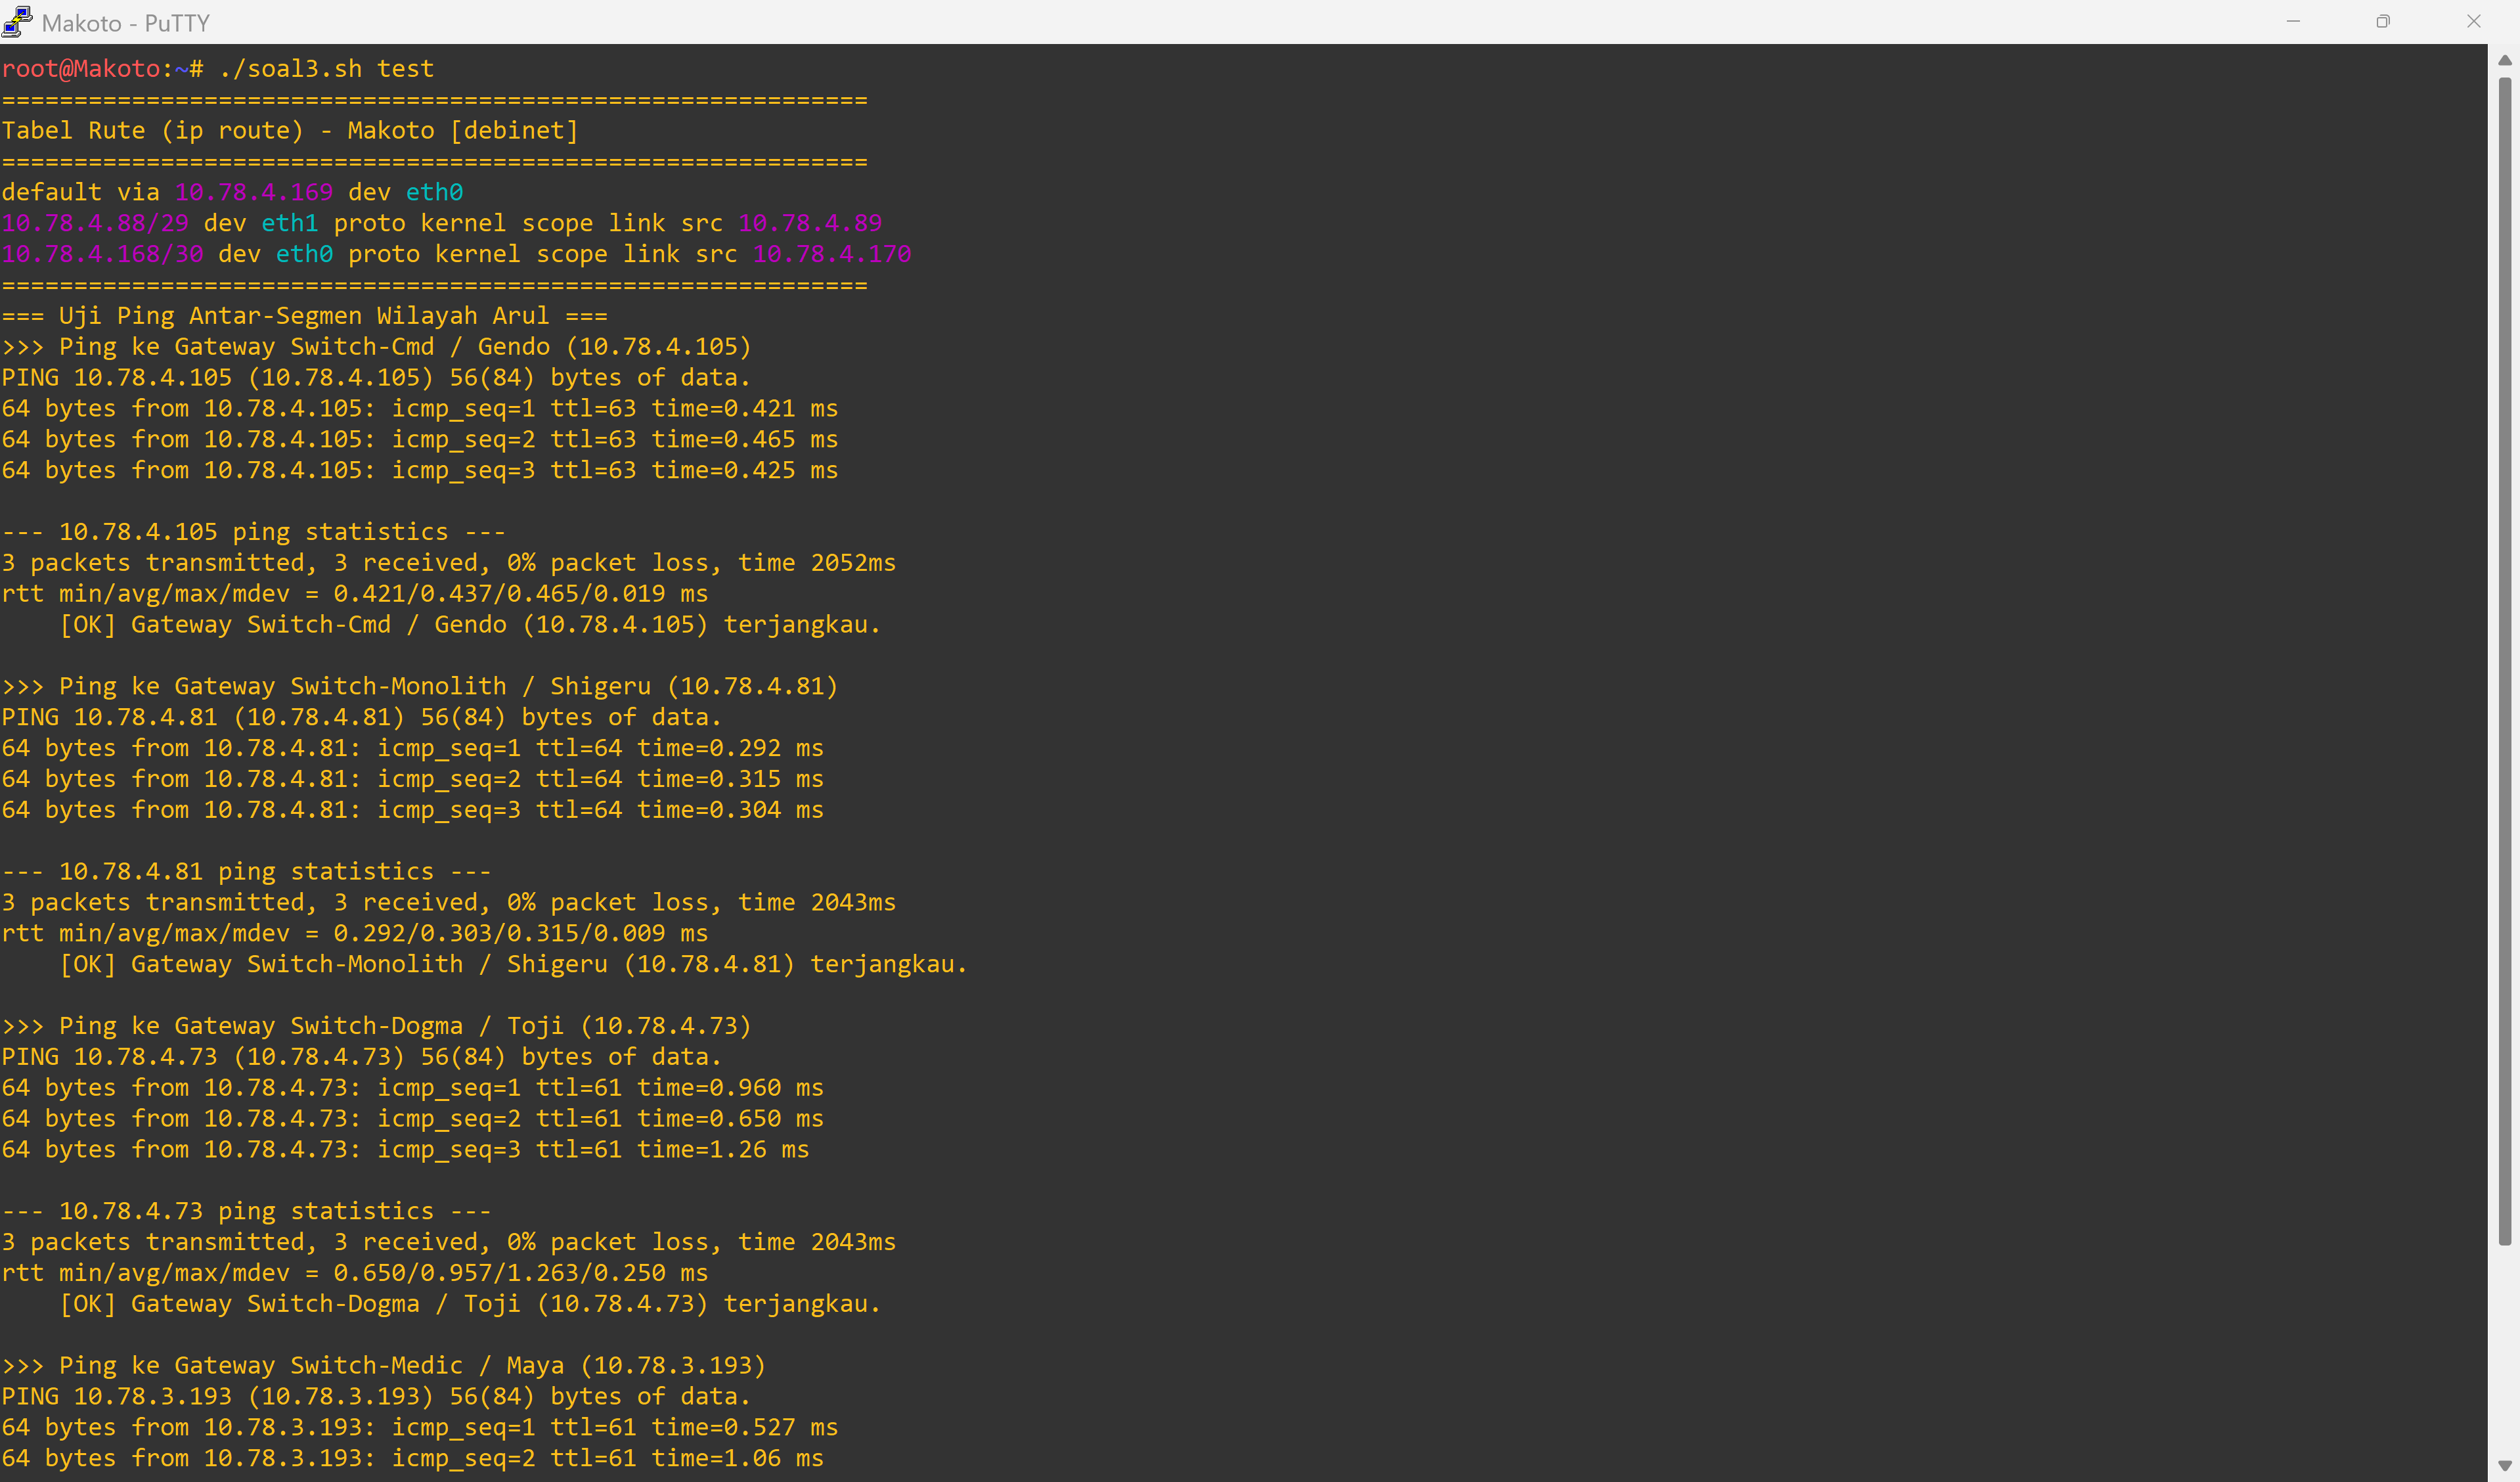 Makoto - PuTTY
root@Makoto:~# ./soal3.sh test
============================================================
Tabel Rute (ip route) - Makoto [debinet]
============================================================
default via 10.78.4.169 dev eth0
10.78.4.88/29 dev eth1 proto kernel scope link src 10.78.4.89
10.78.4.168/30 dev eth0 proto kernel scope link src 10.78.4.170
============================================================
=== Uji Ping Antar-Segmen Wilayah Arul ===
>>> Ping ke Gateway Switch-Cmd / Gendo (10.78.4.105)
PING 10.78.4.105 (10.78.4.105) 56(84) bytes of data.
64 bytes from 10.78.4.105: icmp_seq=1 ttl=63 time=0.421 ms
64 bytes from 10.78.4.105: icmp_seq=2 ttl=63 time=0.465 ms
64 bytes from 10.78.4.105: icmp_seq=3 ttl=63 time=0.425 ms
--- 10.78.4.105 ping statistics ---
3 packets transmitted, 3 received, 0% packet loss, time 2052ms
rtt min/avg/max/mdev = 0.421/0.437/0.465/0.019 ms
    [OK] Gateway Switch-Cmd / Gendo (10.78.4.105) terjangkau.
>>> Ping ke Gateway Switch-Monolith / Shigeru (10.78.4.81)
PING 10.78.4.81 (10.78.4.81) 56(84) bytes of data.
64 bytes from 10.78.4.81: icmp_seq=1 ttl=64 time=0.292 ms
64 bytes from 10.78.4.81: icmp_seq=2 ttl=64 time=0.315 ms
64 bytes from 10.78.4.81: icmp_seq=3 ttl=64 time=0.304 ms
--- 10.78.4.81 ping statistics ---
3 packets transmitted, 3 received, 0% packet loss, time 2043ms
rtt min/avg/max/mdev = 0.292/0.303/0.315/0.009 ms
    [OK] Gateway Switch-Monolith / Shigeru (10.78.4.81) terjangkau.
>>> Ping ke Gateway Switch-Dogma / Toji (10.78.4.73)
PING 10.78.4.73 (10.78.4.73) 56(84) bytes of data.
64 bytes from 10.78.4.73: icmp_seq=1 ttl=61 time=0.960 ms
64 bytes from 10.78.4.73: icmp_seq=2 ttl=61 time=0.650 ms
64 bytes from 10.78.4.73: icmp_seq=3 ttl=61 time=1.26 ms
--- 10.78.4.73 ping statistics ---
3 packets transmitted, 3 received, 0% packet loss, time 2043ms
rtt min/avg/max/mdev = 0.650/0.957/1.263/0.250 ms
    [OK] Gateway Switch-Dogma / Toji (10.78.4.73) terjangkau.
>>> Ping ke Gateway Switch-Medic / Maya (10.78.3.193)
PING 10.78.3.193 (10.78.3.193) 56(84) bytes of data.
64 bytes from 10.78.3.193: icmp_seq=1 ttl=61 time=0.527 ms
64 bytes from 10.78.3.193: icmp_seq=2 ttl=61 time=1.06 ms